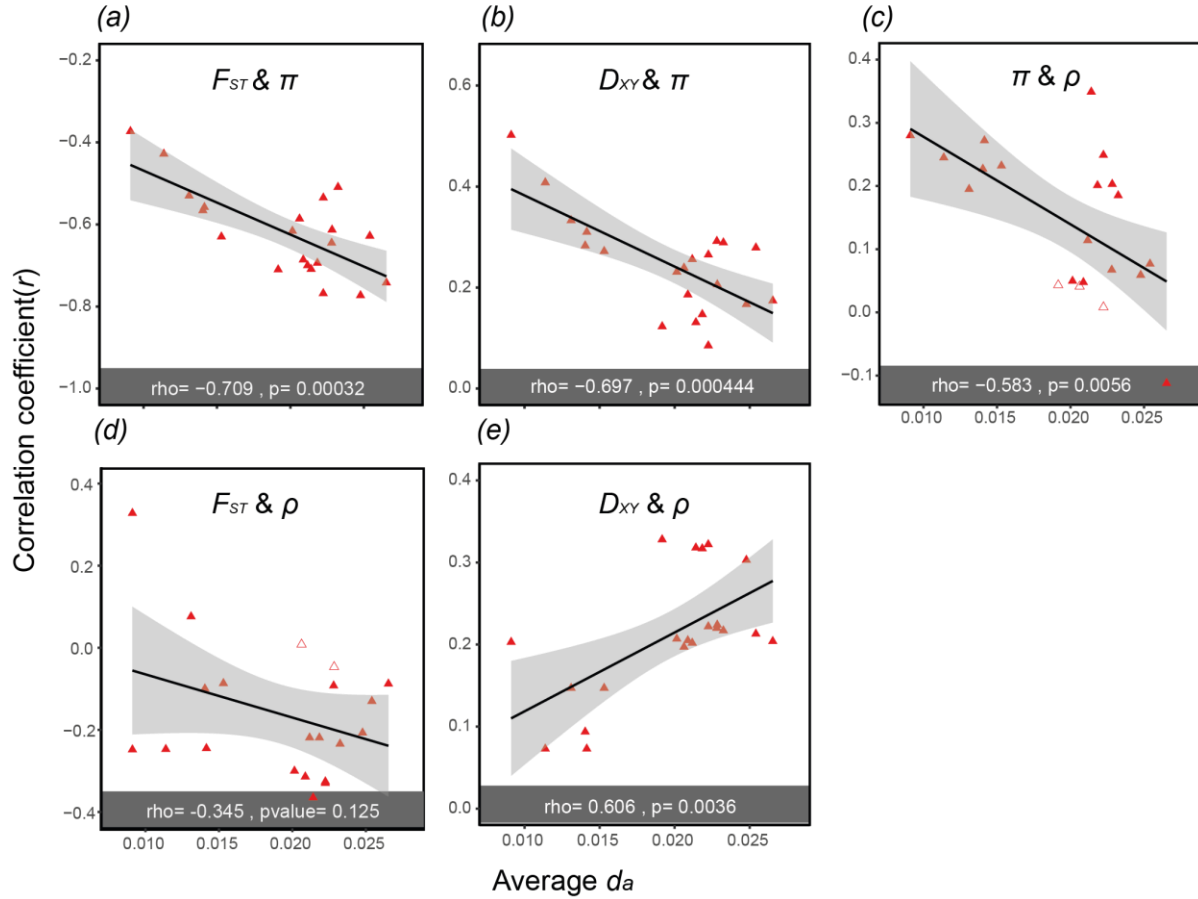 (a)
F_ST & π
−0.2
−0.4
−0.6
−0.8
−1.0
rho= −0.709 , p= 0.00032
(b)
D_XY & π
0.6
0.4
0.2
0.0
rho= −0.697 , p= 0.000444
(c)
π & ρ
0.4
0.3
0.2
0.1
0.0
−0.1
rho= −0.583 , p= 0.0056
0.010 0.015 0.020 0.025
Correlation coefficient(r)
(d)
F_ST & ρ
0.4
0.2
0.0
−0.2
−0.4
rho= -0.345 , pvalue= 0.125
0.010 0.015 0.020 0.025
(e)
D_XY & ρ
0.4
0.3
0.2
0.1
0.0
rho= 0.606 , p= 0.0036
0.010 0.015 0.020 0.025
Average d_a